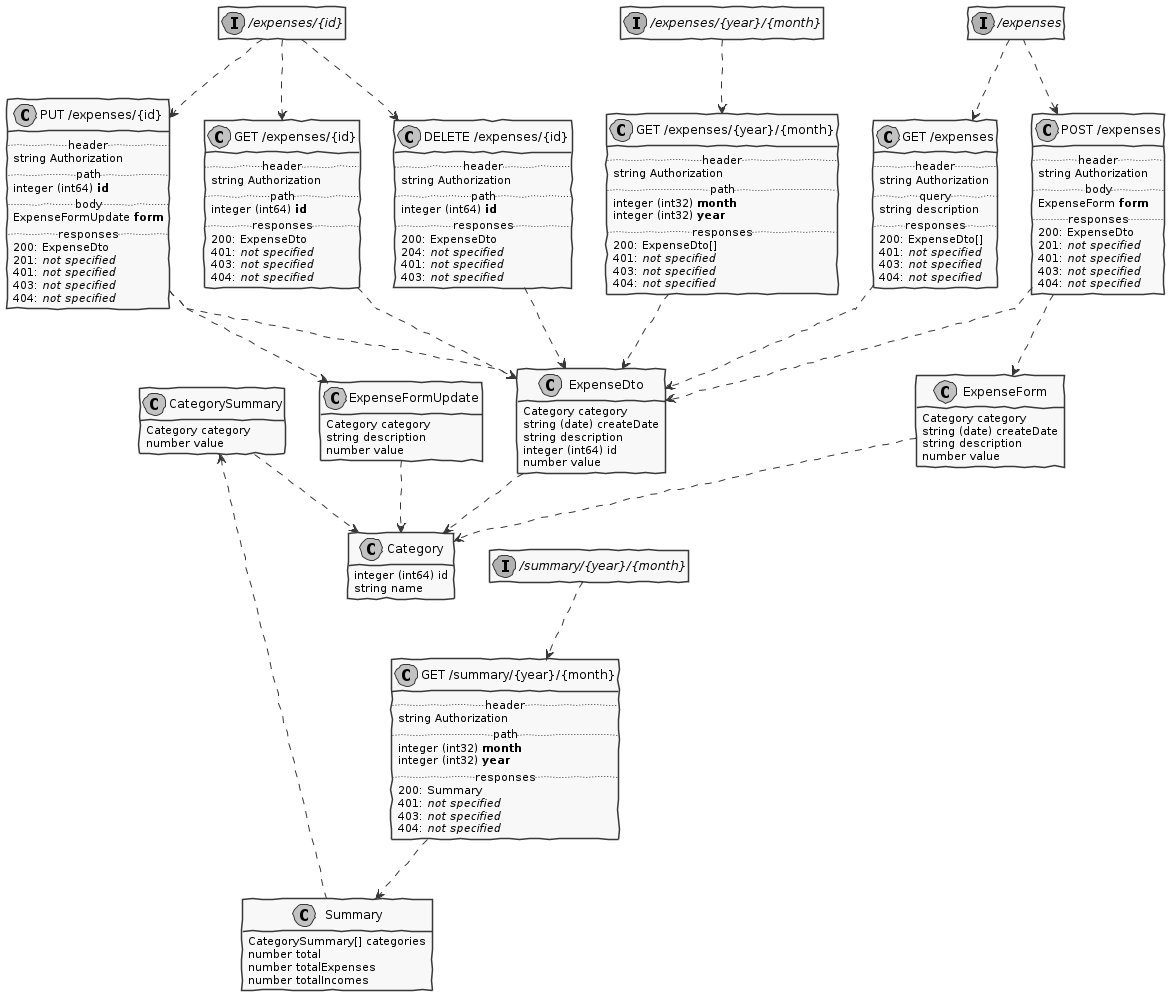 I /expenses/{id}
I /expenses/{year}/{month}
I /expenses
C PUT /expenses/{id}
header
string Authorization
path
integer (int64) id
body
ExpenseFormUpdate form
responses
200: ExpenseDto
201: not specified
401: not specified
403: not specified
404: not specified
C GET /expenses/{id}
header
string Authorization
path
integer (int64) id
responses
200: ExpenseDto
401: not specified
403: not specified
404: not specified
C DELETE /expenses/{id}
header
string Authorization
path
integer (int64) id
responses
200: ExpenseDto
204: not specified
401: not specified
403: not specified
C GET /expenses/{year}/{month}
header
string Authorization
path
integer (int32) month
integer (int32) year
responses
200: ExpenseDto[]
401: not specified
403: not specified
404: not specified
C GET /expenses
header
string Authorization
query
string description
responses
200: ExpenseDto[]
401: not specified
403: not specified
404: not specified
C POST /expenses
header
string Authorization
body
ExpenseForm form
responses
200: ExpenseDto
201: not specified
401: not specified
403: not specified
404: not specified
C CategorySummary
Category category
number value
C ExpenseFormUpdate
Category category
string description
number value
C ExpenseDto
Category category
string (date) createDate
string description
integer (int64) id
number value
C ExpenseForm
Category category
string (date) createDate
string description
number value
C Category
integer (int64) id
string name
I /summary/{year}/{month}
C GET /summary/{year}/{month}
header
string Authorization
path
integer (int32) month
integer (int32) year
responses
200: Summary
401: not specified
403: not specified
404: not specified
C Summary
CategorySummary[] categories
number total
number totalExpenses
number totalIncomes